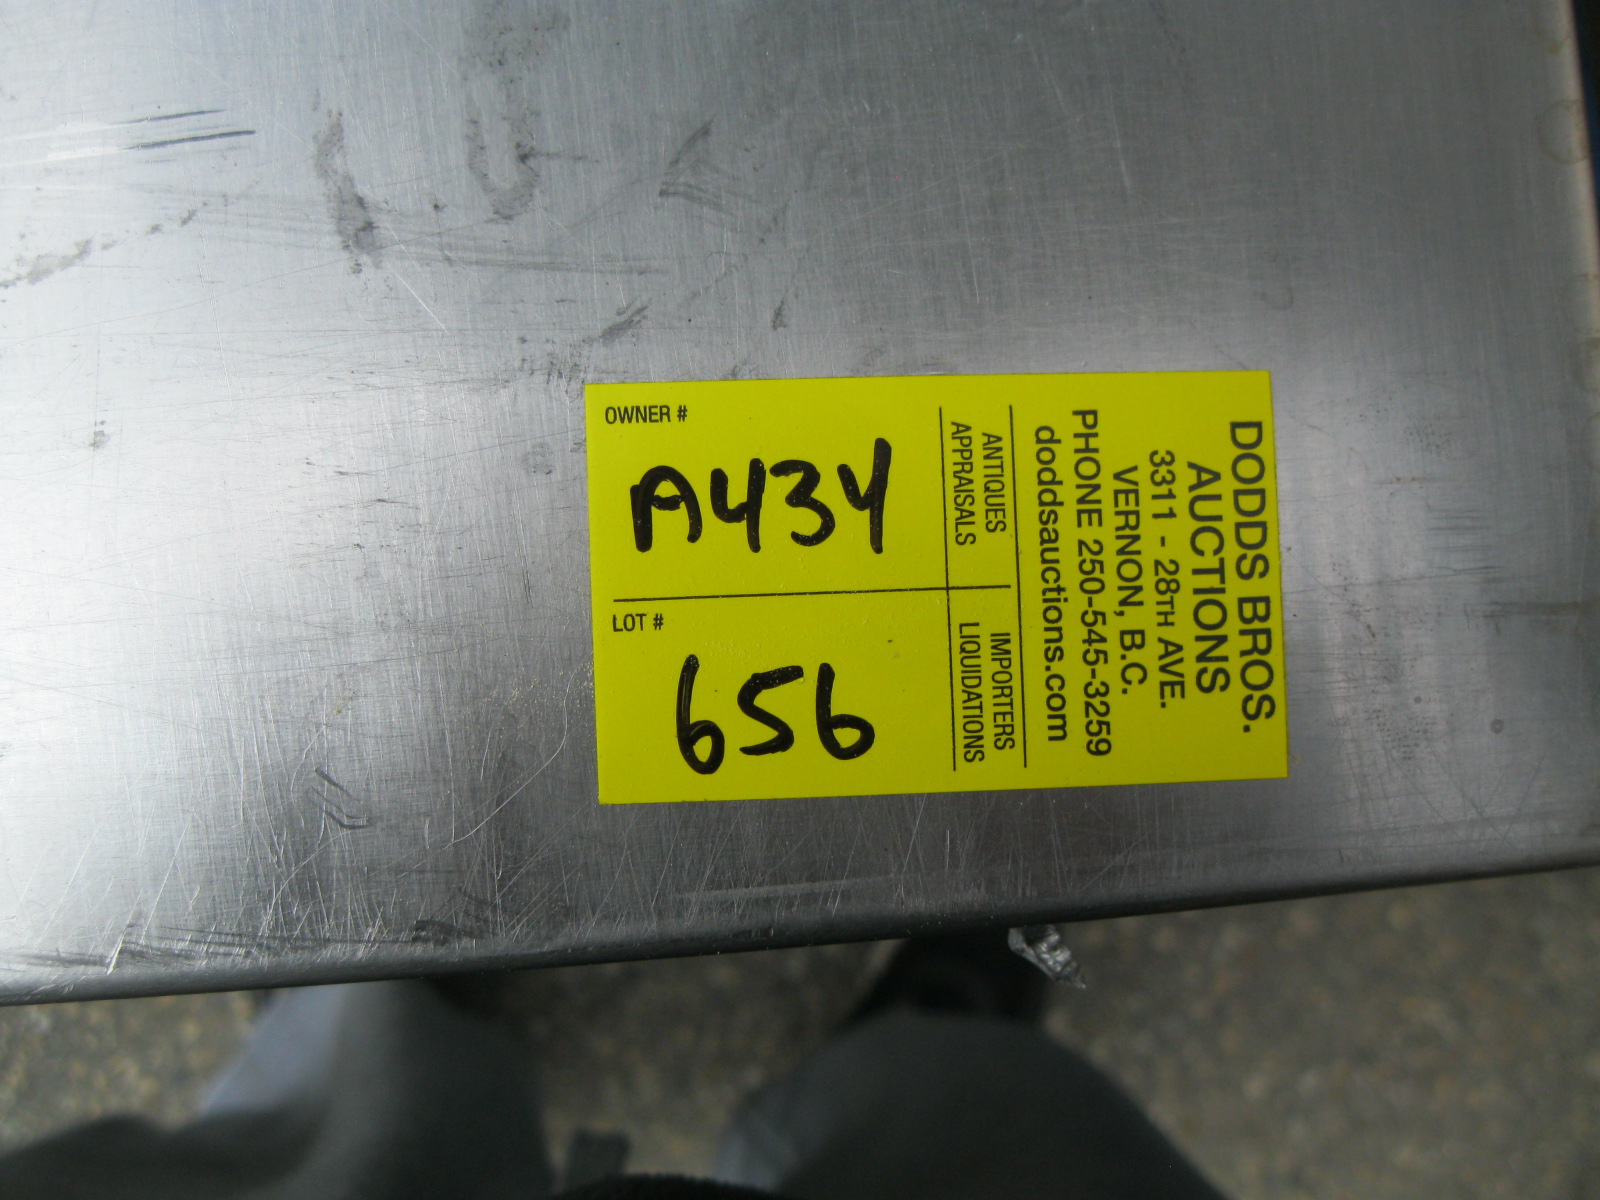 DODDS BROS.
AUCTIONS
3311 - 28TH AVE.
VERNON, B.C.
PHONE 250-545-3259
doddsauctions.com
ANTIQUES
APPRAISALS
IMPORTERS
LIQUIDATIONS
OWNER #
A434
LOT #
656